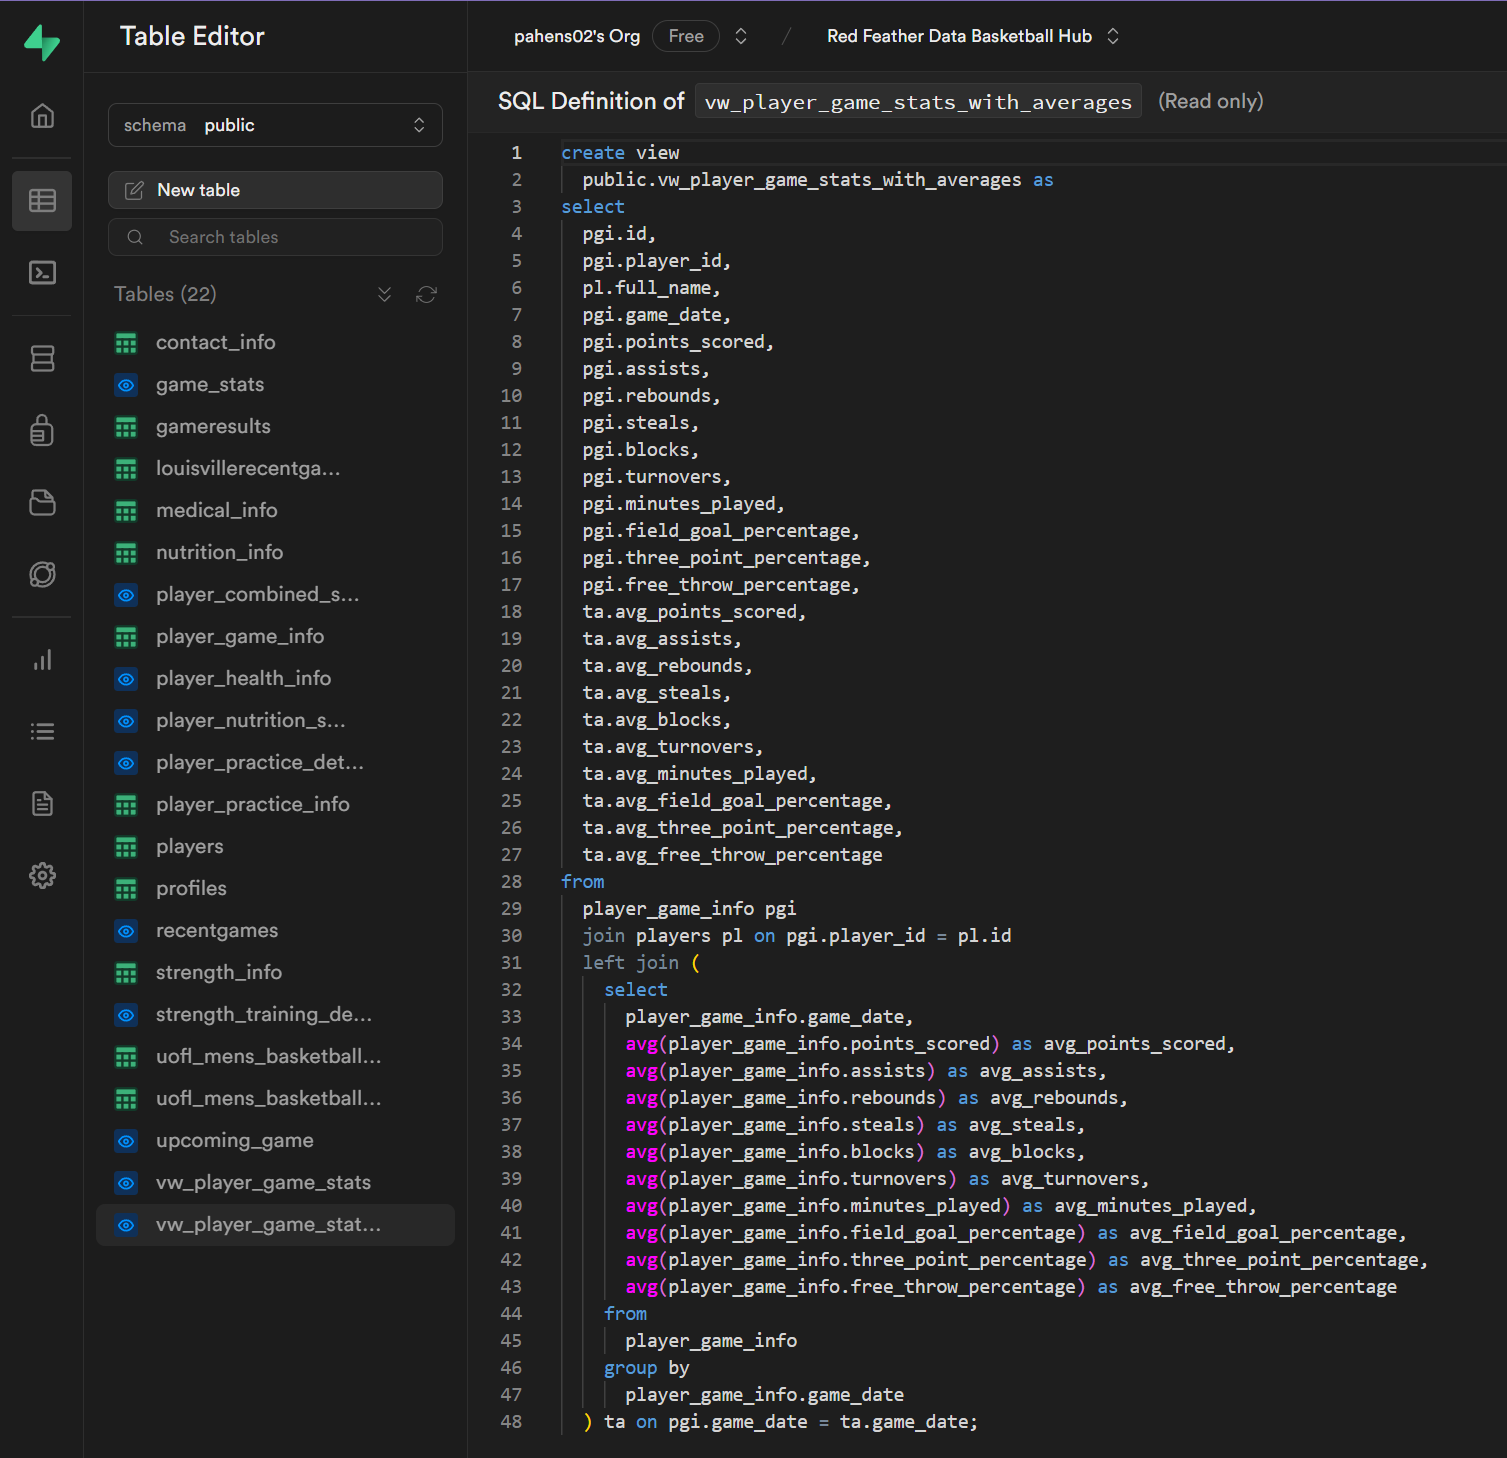 Table Editor
pahens02's Org Free / Red Feather Data Basketball Hub
schema public
New table
Search tables
Tables (22)
contact_info
game_stats
gameresults
louisvillerecentga...
medical_info
nutrition_info
player_combined_s...
player_game_info
player_health_info
player_nutrition_s...
player_practice_det...
player_practice_info
players
profiles
recentgames
strength_info
strength_training_de...
uofl_mens_basketball...
uofl_mens_basketball...
upcoming_game
vw_player_game_stats
vw_player_game_stat...
SQL Definition of vw_player_game_stats_with_averages (Read only)
1 create view
2 public.vw_player_game_stats_with_averages as
3 select
4 pgi.id,
5 pgi.player_id,
6 pl.full_name,
7 pgi.game_date,
8 pgi.points_scored,
9 pgi.assists,
10 pgi.rebounds,
11 pgi.steals,
12 pgi.blocks,
13 pgi.turnovers,
14 pgi.minutes_played,
15 pgi.field_goal_percentage,
16 pgi.three_point_percentage,
17 pgi.free_throw_percentage,
18 ta.avg_points_scored,
19 ta.avg_assists,
20 ta.avg_rebounds,
21 ta.avg_steals,
22 ta.avg_blocks,
23 ta.avg_turnovers,
24 ta.avg_minutes_played,
25 ta.avg_field_goal_percentage,
26 ta.avg_three_point_percentage,
27 ta.avg_free_throw_percentage
28 from
29 player_game_info pgi
30 join players pl on pgi.player_id = pl.id
31 left join (
32 select
33 player_game_info.game_date,
34 avg(player_game_info.points_scored) as avg_points_scored,
35 avg(player_game_info.assists) as avg_assists,
36 avg(player_game_info.rebounds) as avg_rebounds,
37 avg(player_game_info.steals) as avg_steals,
38 avg(player_game_info.blocks) as avg_blocks,
39 avg(player_game_info.turnovers) as avg_turnovers,
40 avg(player_game_info.minutes_played) as avg_minutes_played,
41 avg(player_game_info.field_goal_percentage) as avg_field_goal_percentage,
42 avg(player_game_info.three_point_percentage) as avg_three_point_percentage,
43 avg(player_game_info.free_throw_percentage) as avg_free_throw_percentage
44 from
45 player_game_info
46 group by
47 player_game_info.game_date
48 ) ta on pgi.game_date = ta.game_date;